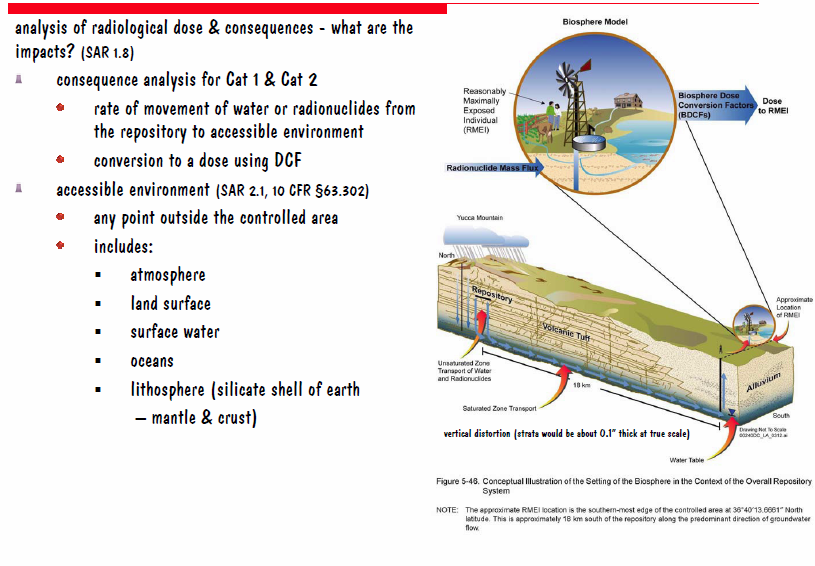 analysis of radiological dose & consequences - what are the
impacts? (SAR 1.8)
consequence analysis for Cat 1 & Cat 2
rate of movement of water or radionuclides from
the repository to accessible environment
conversion to a dose using DCF
accessible environment (SAR 2.1, 10 CFR §63.302)
any point outside the controlled area
includes:
atmosphere
land surface
surface water
oceans
lithosphere (silicate shell of earth
– mantle & crust)
Biosphere Model
Reasonably
Maximally
Exposed
Individual
(RMEI)
Biosphere Dose
Conversion Factors
(BDCFs)
Dose
to RMEI
Radionuclide Mass Flux
Yucca Mountain
North
Repository
Volcanic Tuff
Approximate
Location
of RMEI
Unsaturated Zone
Transport of Water
and Radionuclides
18 km
Alluvium
Saturated Zone Transport
South
vertical distortion (strata would be about 0.1" thick at true scale)
Drawing Not To Scale
00240DC_LA_0312.ai
Water Table
Figure 5-46. Conceptual Illustration of the Setting of the Biosphere in the Context of the Overall Repository
System
NOTE: The approximate RMEI location is the southern-most edge of the controlled area at 36°40'13.6661" North
latitude. This is approximately 18 km south of the repository along the predominant direction of groundwater
flow.